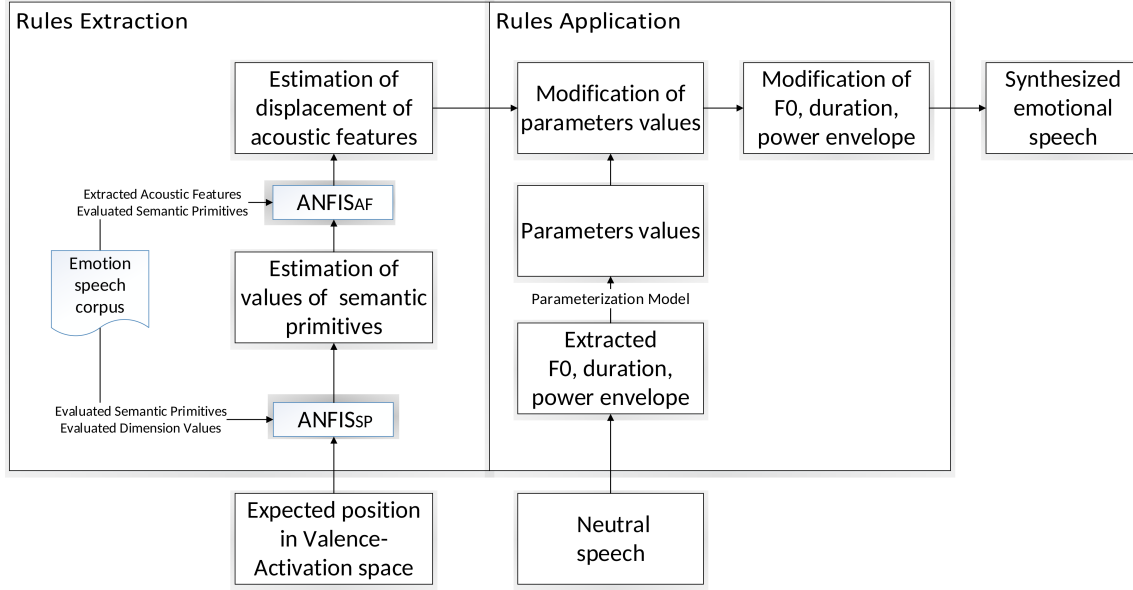 Rules Extraction
Rules Application
Estimation of
displacement of
acoustic features
Modification of
parameters values
Modification of
F0, duration,
power envelope
Synthesized
emotional
speech
Extracted Acoustic Features
Evaluated Semantic Primitives
ANFISAF
Parameters values
Emotion
speech
corpus
Estimation of
values of semantic
primitives
Parameterization Model
Extracted
F0, duration,
power envelope
Evaluated Semantic Primitives
Evaluated Dimension Values
ANFISSP
Expected position
in Valence-
Activation space
Neutral
speech